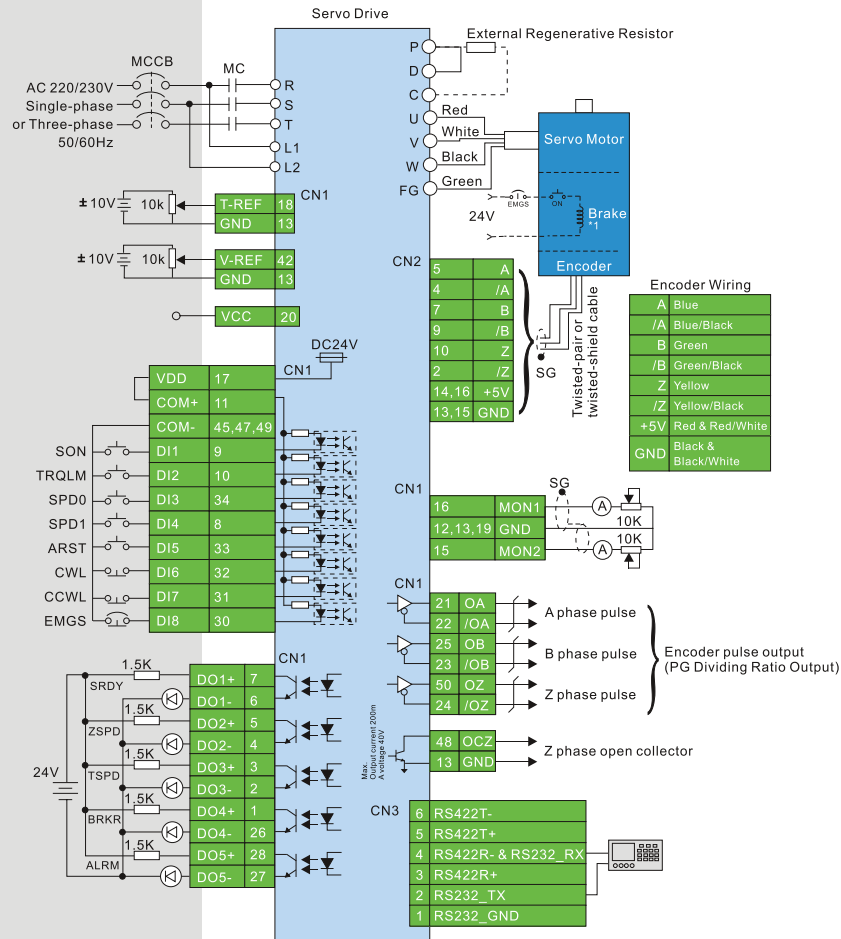 Servo Drive
MCCB
MC
AC 220/230V
Single-phase
or Three-phase
50/60Hz
R
S
T
L1
L2
P
D
C
U
V
W
FG
External Regenerative Resistor
Red
White
Black
Green
Servo Motor
24V
EMGS
ON
Brake
*1
Encoder
±10V
10k
T-REF 18
GND 13
CN1
±10V
10k
V-REF 42
GND 13
VCC 20
DC24V
CN1
VDD 17
COM+ 11
COM- 45,47,49
SON DI1 9
TRQLM DI2 10
SPD0 DI3 34
SPD1 DI4 8
ARST DI5 33
CWL DI6 32
CCWL DI7 31
EMGS DI8 30
CN2
5 A
4 /A
7 B
9 /B
10 Z
2 /Z
14,16 +5V
13,15 GND
SG
Twisted-pair or
twisted-shield cable
Encoder Wiring
A Blue
/A Blue/Black
B Green
/B Green/Black
Z Yellow
/Z Yellow/Black
+5V Red & Red/White
GND Black &
Black/White
CN1
16 MON1
12,13,19 GND
15 MON2
SG
A
10K
A
10K
CN1
21 OA
22 /OA
25 OB
23 /OB
50 OZ
24 /OZ
A phase pulse
B phase pulse
Z phase pulse
Encoder pulse output
(PG Dividing Ratio Output)
48 OCZ
13 GND
Z phase open collector
Max.
Output current 200m
A voltage 40V
CN1
24V
1.5K
SRDY
DO1+ 7
DO1- 6
1.5K
ZSPD
DO2+ 5
DO2- 4
1.5K
TSPD
DO3+ 3
DO3- 2
1.5K
BRKR
DO4+ 1
DO4- 26
1.5K
ALRM
DO5+ 28
DO5- 27
CN3
6 RS422T-
5 RS422T+
4 RS422R- & RS232_RX
3 RS422R+
2 RS232_TX
1 RS232_GND